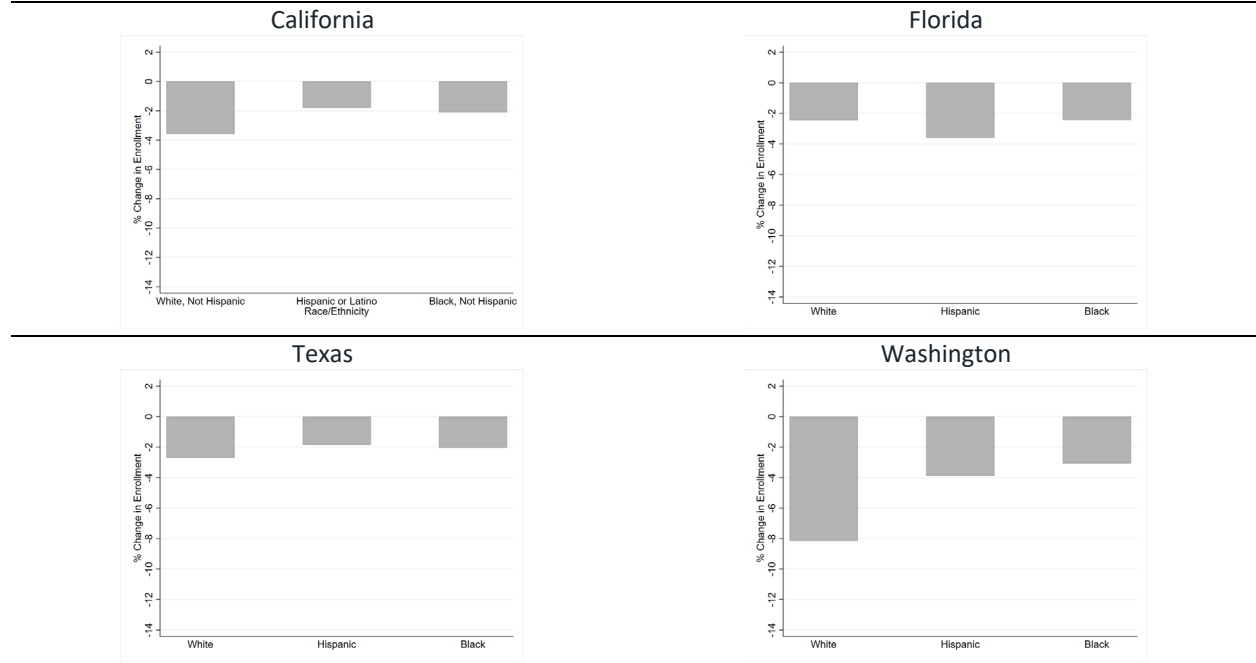 California
Florida
% Change in Enrollment
2
0
-2
-4
-6
-8
-10
-12
-14
White, Not Hispanic
Hispanic or Latino
Black, Not Hispanic
Race/Ethnicity
% Change in Enrollment
2
0
-2
-4
-6
-8
-10
-12
-14
White
Hispanic
Black
Texas
Washington
% Change in Enrollment
2
0
-2
-4
-6
-8
-10
-12
-14
White
Hispanic
Black
% Change in Enrollment
2
0
-2
-4
-6
-8
-10
-12
-14
White
Hispanic
Black